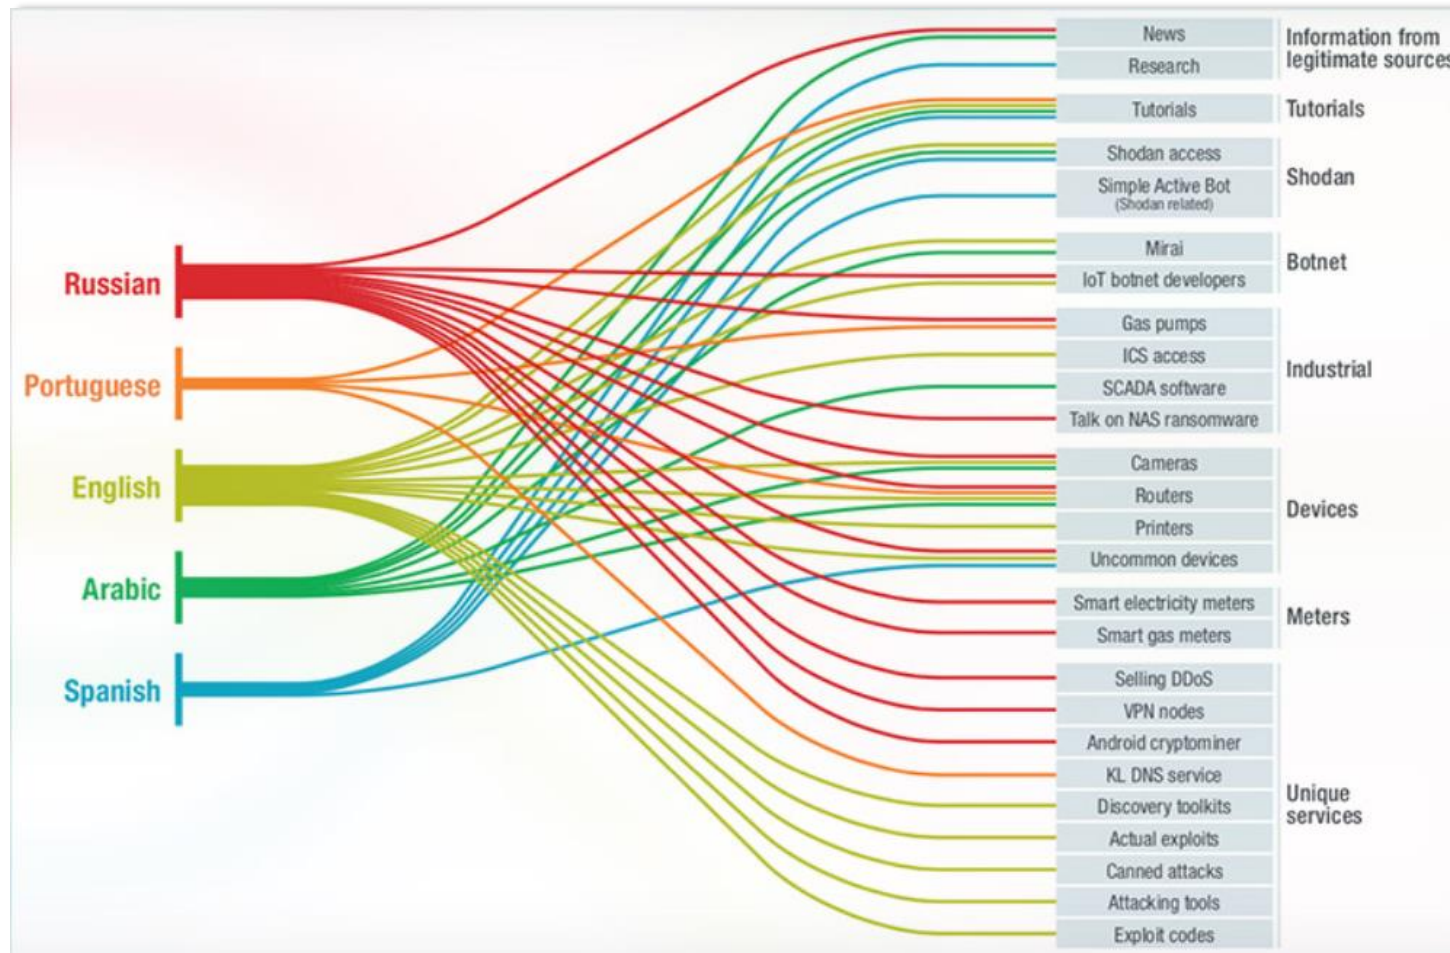 Russian
Portuguese
English
Arabic
Spanish
News
Research
Tutorials
Shodan access
Simple Active Bot
(Shodan related)
Mirai
IoT botnet developers
Gas pumps
ICS access
SCADA software
Talk on NAS ransomware
Cameras
Routers
Printers
Uncommon devices
Smart electricity meters
Smart gas meters
Selling DDoS
VPN nodes
Android cryptominer
KL DNS service
Discovery toolkits
Actual exploits
Canned attacks
Attacking tools
Exploit codes
Information from
legitimate sources
Tutorials
Shodan
Botnet
Industrial
Devices
Meters
Unique
services